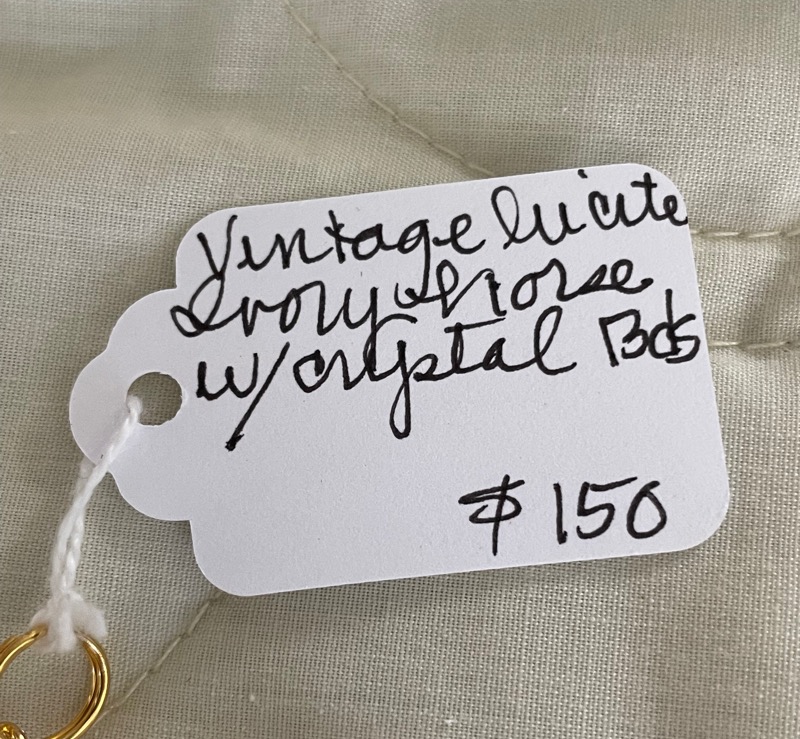 Vintage lucite
Ivory Horse
w/crystal Bds
$150